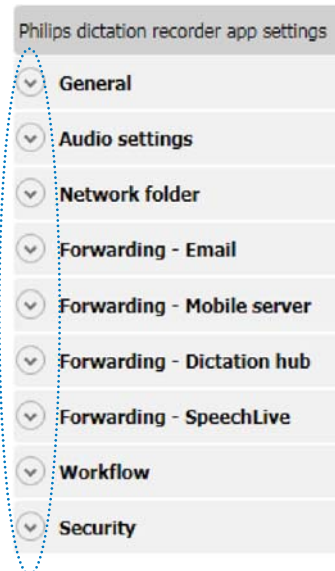 Philips dictation recorder app settings
General
Audio settings
Network folder
Forwarding - Email
Forwarding - Mobile server
Forwarding - Dictation hub
Forwarding - SpeechLive
Workflow
Security